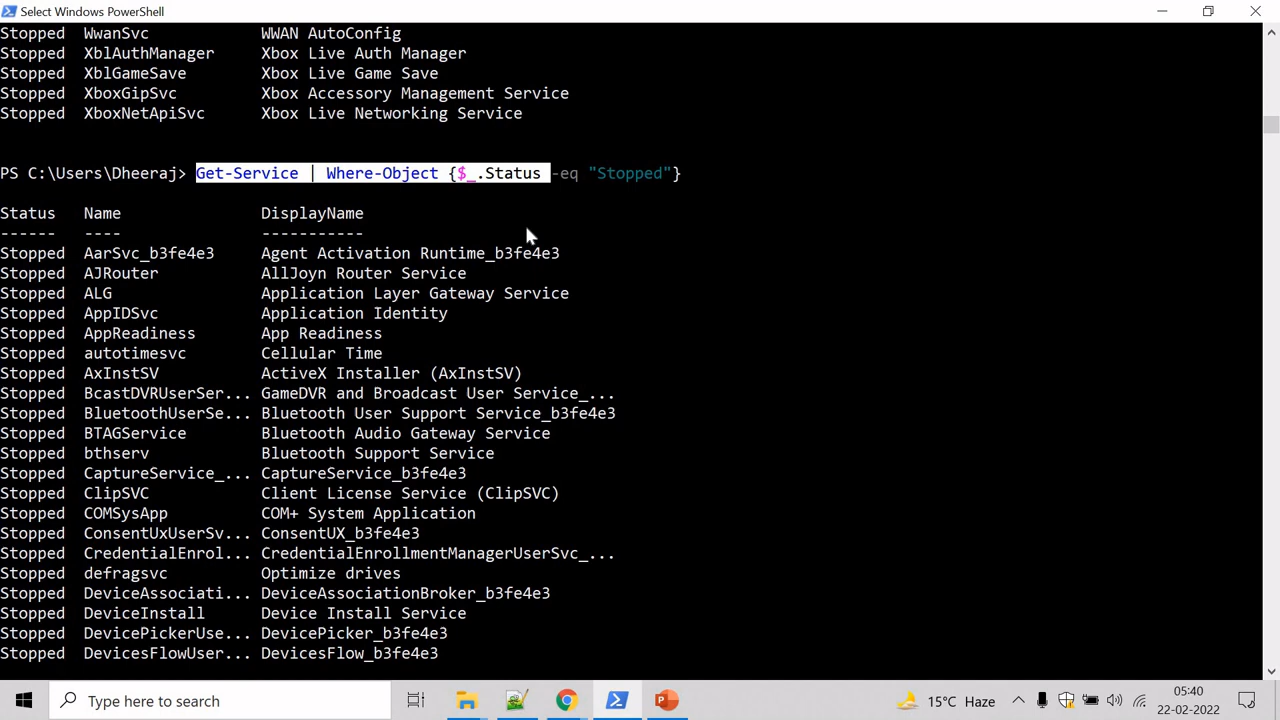 Select Windows PowerShell
Stopped  WwanSvc            WWAN AutoConfig
Stopped  XblAuthManager     Xbox Live Auth Manager
Stopped  XblGameSave        Xbox Live Game Save
Stopped  XboxGipSvc         Xbox Accessory Management Service
Stopped  XboxNetApiSvc      Xbox Live Networking Service
PS C:\Users\Dheeraj> Get-Service | Where-Object {$_.Status -eq "Stopped"}
Status   Name               DisplayName
------   ----               -----------
Stopped  AarSvc_b3fe4e3     Agent Activation Runtime_b3fe4e3
Stopped  AJRouter           AllJoyn Router Service
Stopped  ALG                Application Layer Gateway Service
Stopped  AppIDSvc           Application Identity
Stopped  AppReadiness       App Readiness
Stopped  autotimesvc        Cellular Time
Stopped  AxInstSV           ActiveX Installer (AxInstSV)
Stopped  BcastDVRUserSer... GameDVR and Broadcast User Service_...
Stopped  BluetoothUserSe... Bluetooth User Support Service_b3fe4e3
Stopped  BTAGService        Bluetooth Audio Gateway Service
Stopped  bthserv            Bluetooth Support Service
Stopped  CaptureService_... CaptureService_b3fe4e3
Stopped  ClipSVC            Client License Service (ClipSVC)
Stopped  COMSysApp          COM+ System Application
Stopped  ConsentUxUserSv... ConsentUX_b3fe4e3
Stopped  CredentialEnrol... CredentialEnrollmentManagerUserSvc_...
Stopped  defragsvc          Optimize drives
Stopped  DeviceAssociati... DeviceAssociationBroker_b3fe4e3
Stopped  DeviceInstall      Device Install Service
Stopped  DevicePickerUse... DevicePicker_b3fe4e3
Stopped  DevicesFlowUser... DevicesFlow_b3fe4e3
Type here to search
15°C Haze
05:40
22-02-2022